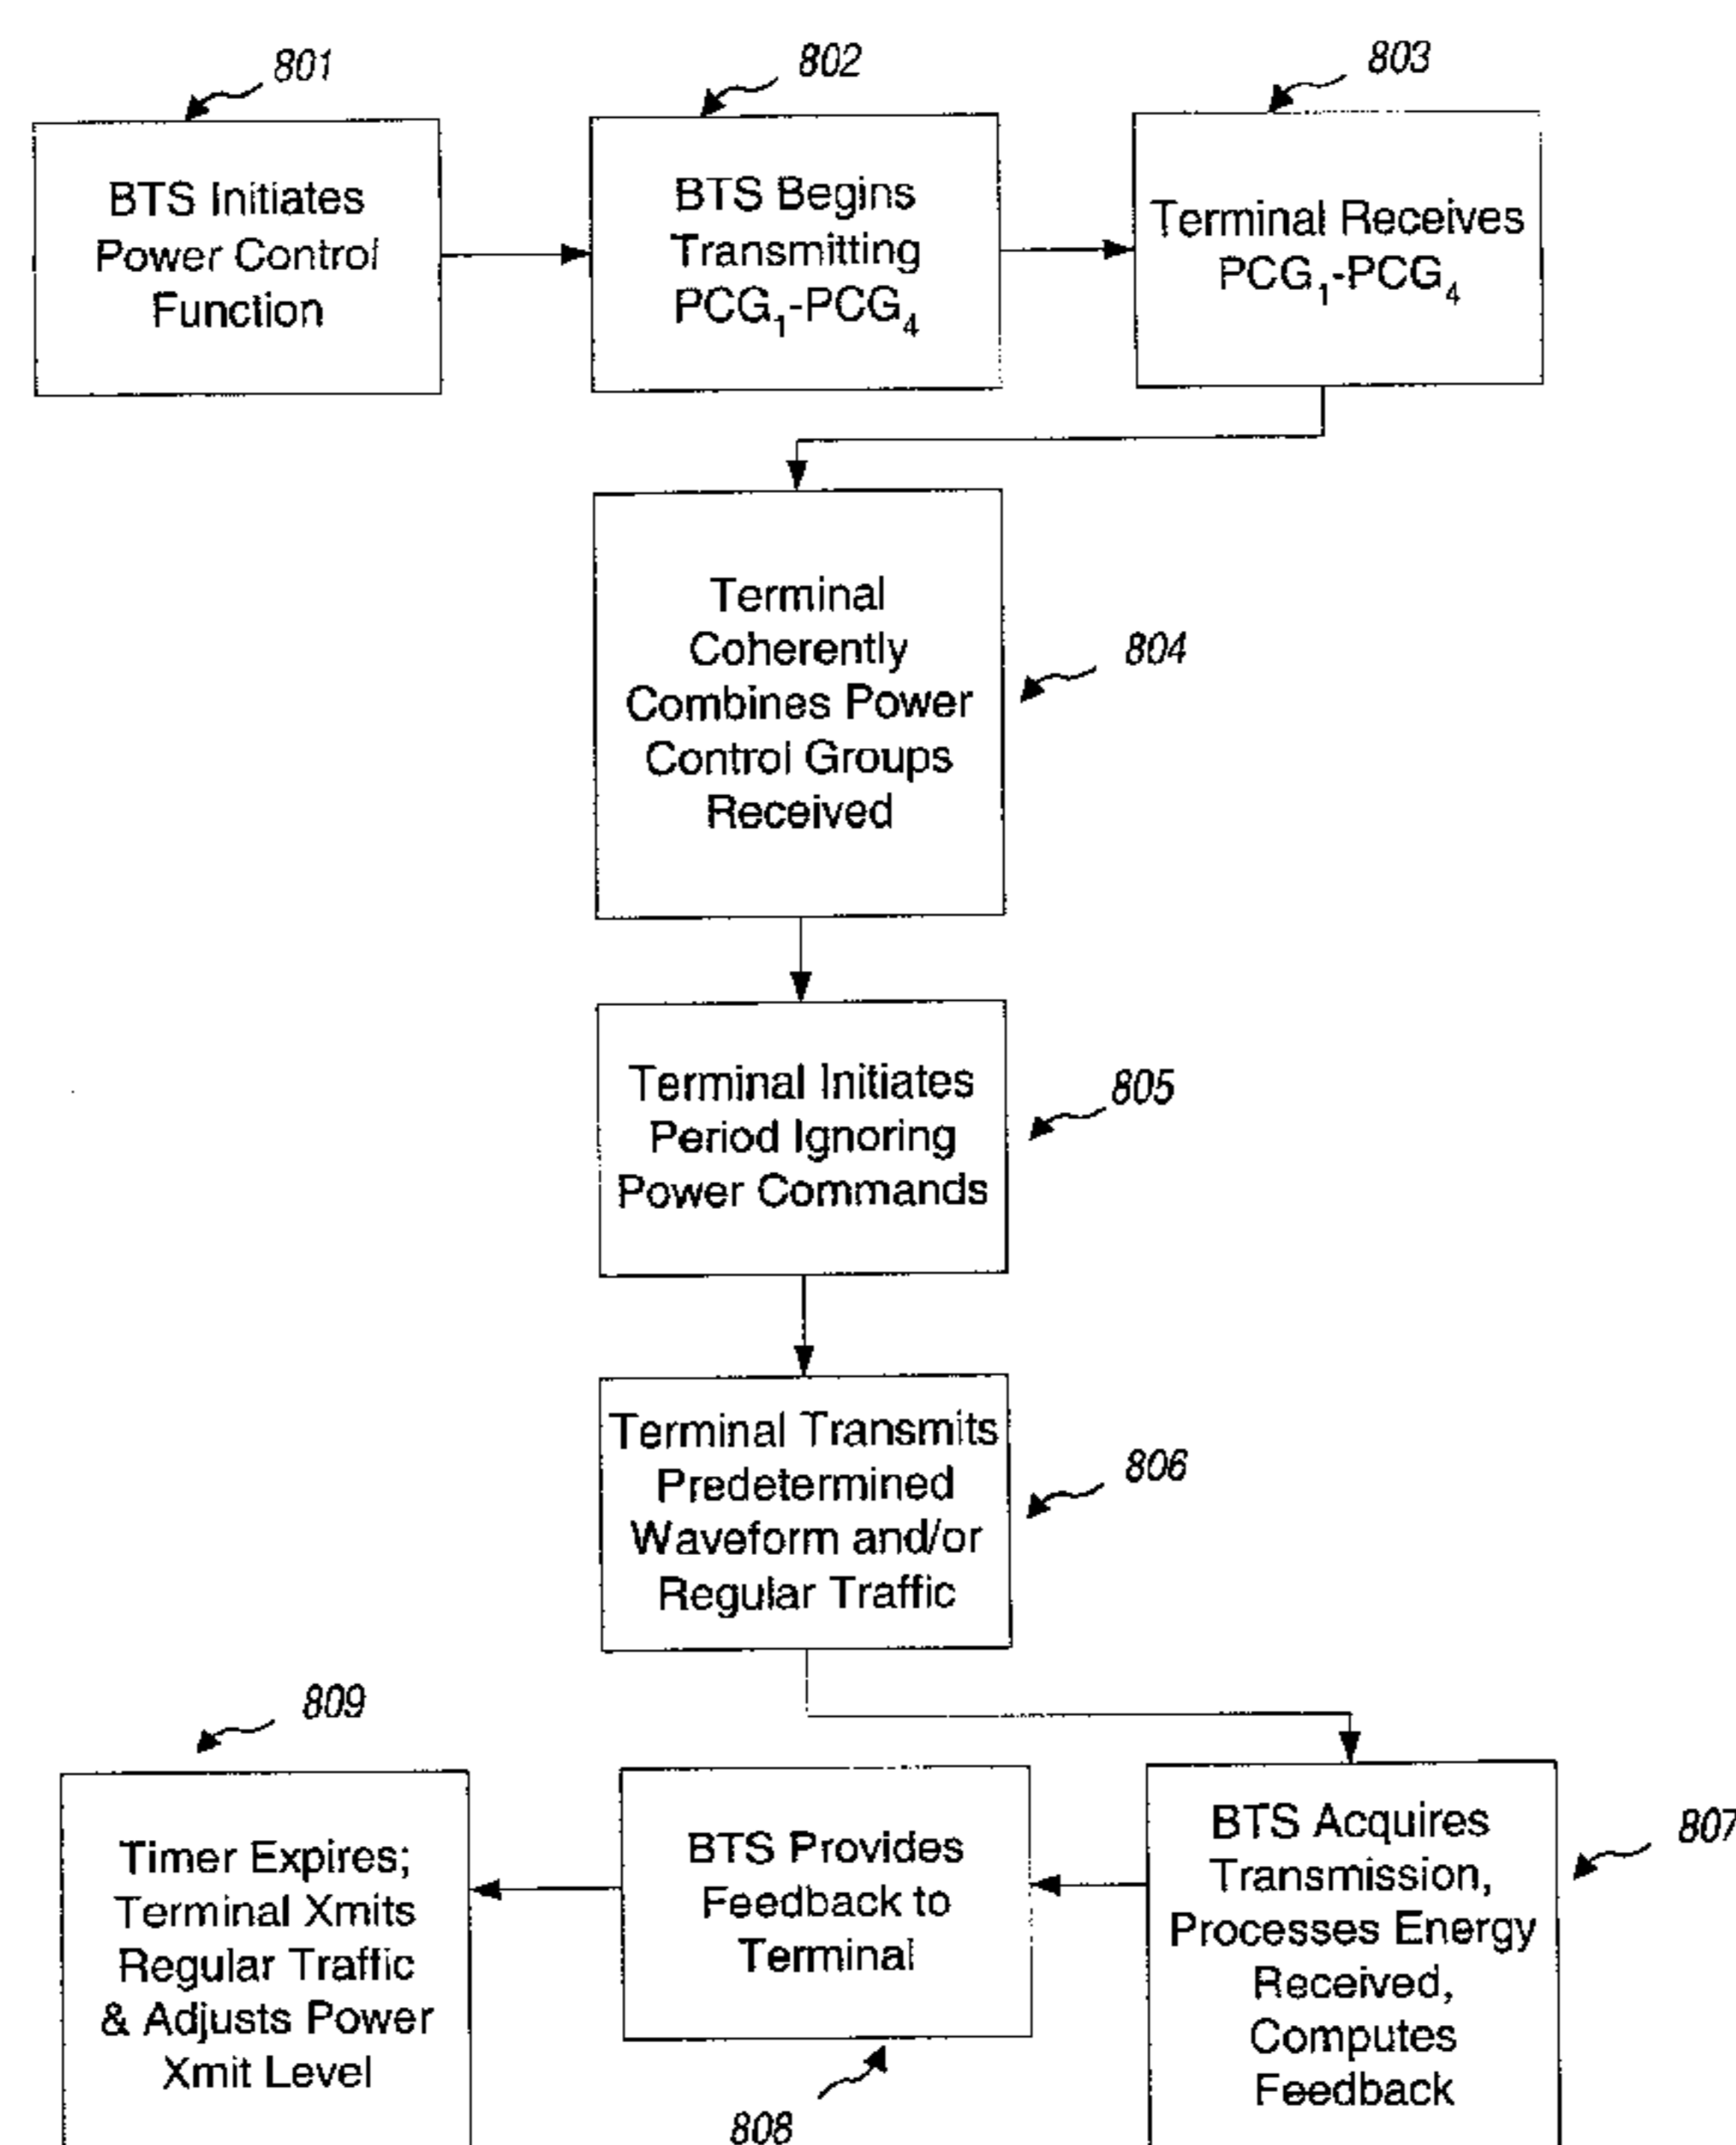 801
BTS Initiates
Power Control
Function
802
BTS Begins
Transmitting
PCG₁-PCG₄
803
Terminal Receives
PCG₁-PCG₄
Terminal
Coherently
Combines Power
Control Groups
Received
804
Terminal Initiates
Period Ignoring
Power Commands
805
Terminal Transmits
Predetermined
Waveform and/or
Regular Traffic
806
BTS Acquires
Transmission,
Processes Energy
Received,
Computes
Feedback
807
BTS Provides
Feedback to
Terminal
808
809
Timer Expires;
Terminal Xmits
Regular Traffic
& Adjusts Power
Xmit Level